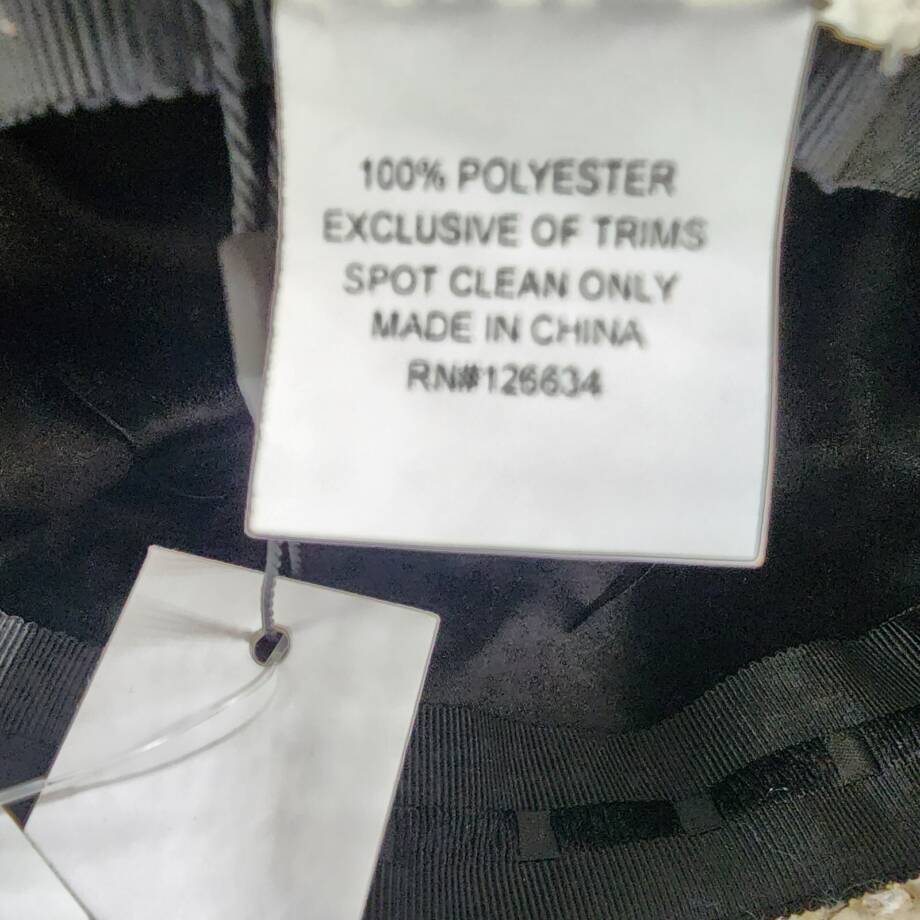 100% POLYESTER
EXCLUSIVE OF TRIMS
SPOT CLEAN ONLY
MADE IN CHINA
RN#126634